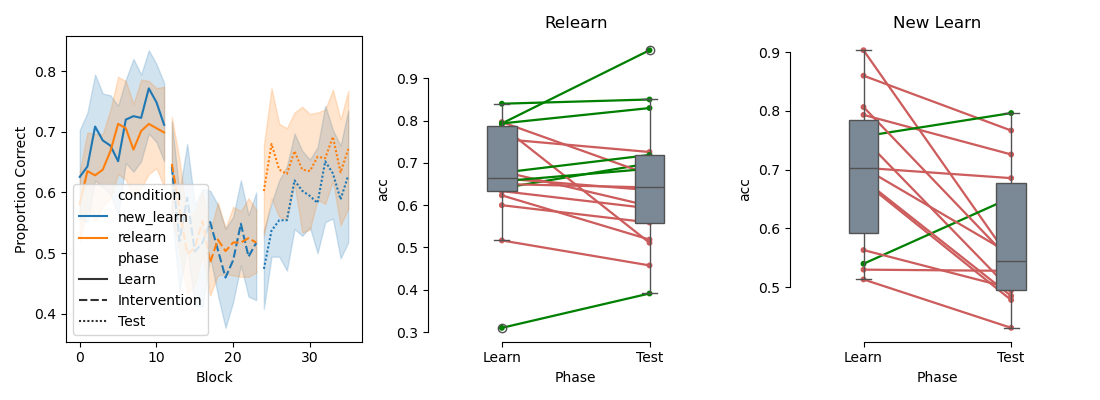 Proportion Correct
0.8
0.7
0.6
0.5
0.4
condition
new_learn
relearn
phase
Learn
Intervention
Test
0 10 20 30
Block
Relearn
acc
0.9
0.8
0.7
0.6
0.5
0.4
0.3
Learn Test
Phase
New Learn
acc
0.9
0.8
0.7
0.6
0.5
Learn Test
Phase